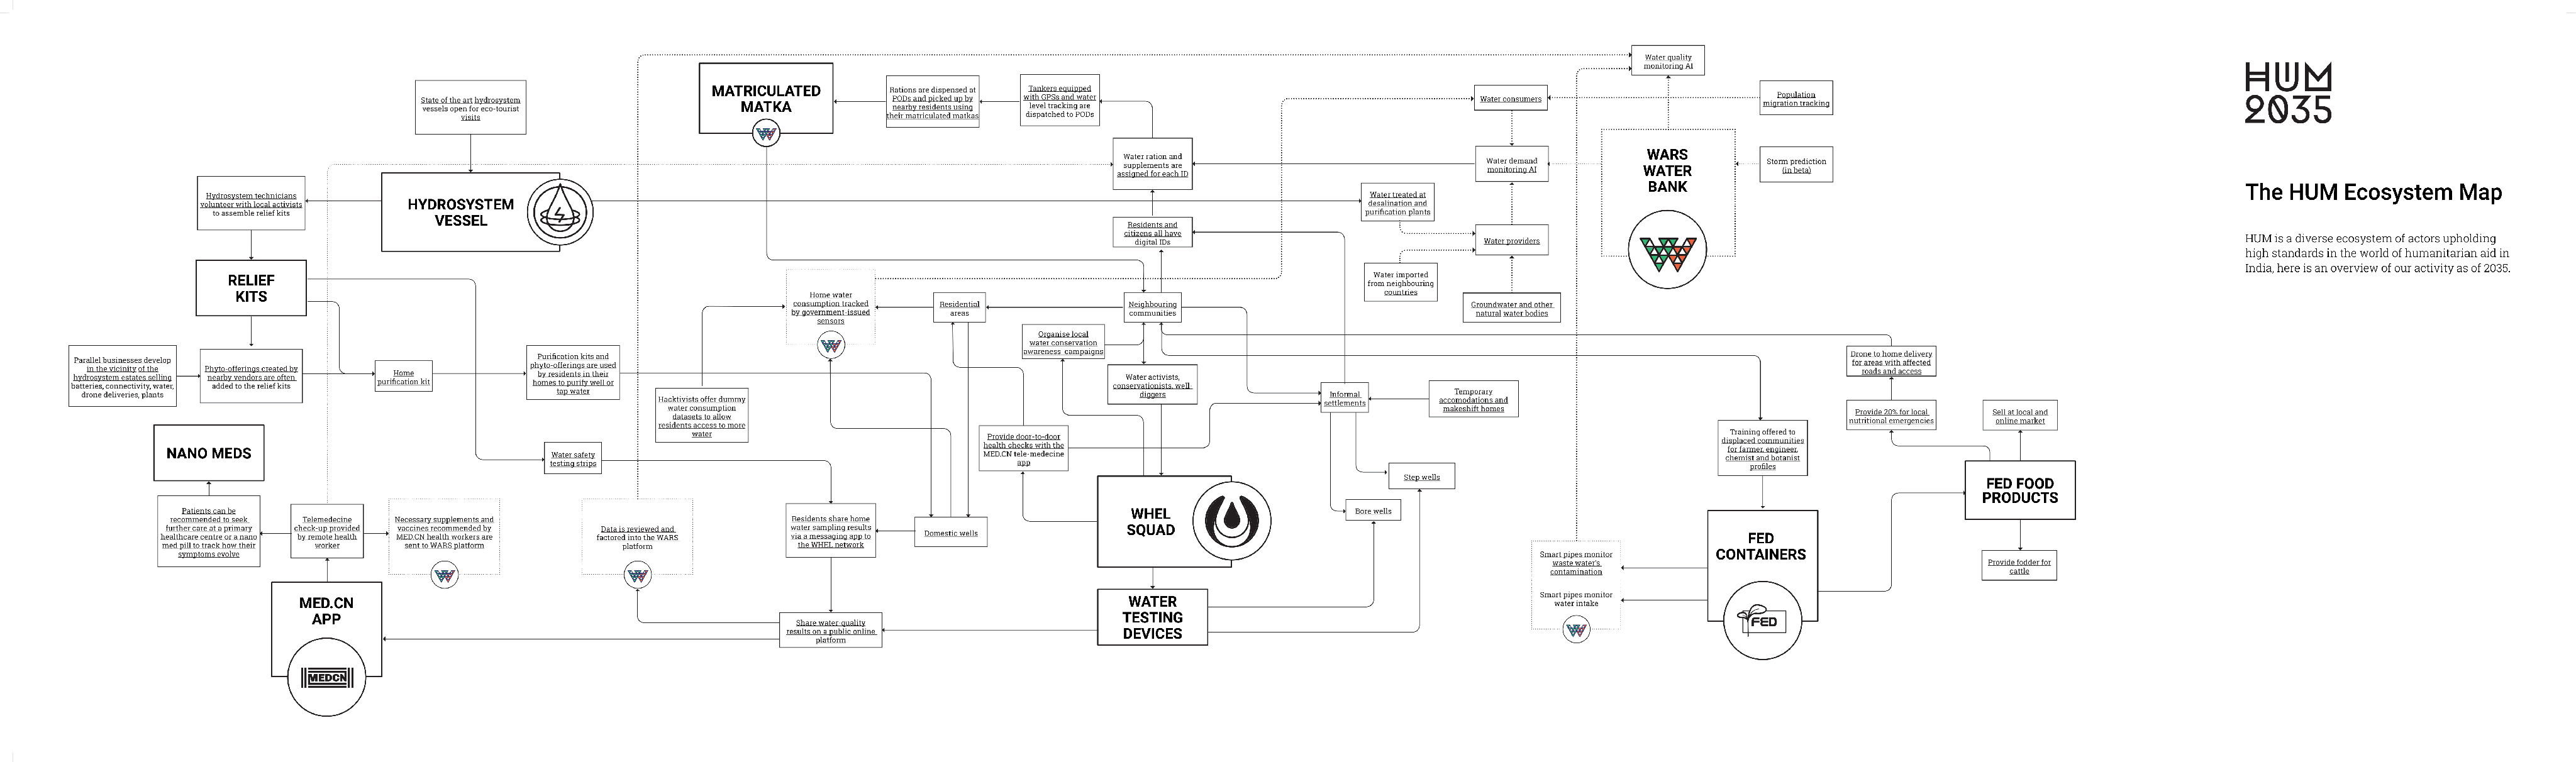 HUM
2035
The HUM Ecosystem Map
HUM is a diverse ecosystem of actors upholding
high standards in the world of humanitarian aid in
India, here is an overview of our activity as of 2035.
State of the art hydrosystem
vessels open for eco-tourist
visits
HYDROSYSTEM
VESSEL
Hydrosystem technicians
volunteer with local activists
to assemble relief kits
RELIEF
KITS
Parallel businesses develop
in the vicinity of the
hydrosystem estates selling
batteries, connectivity, water,
drone deliveries, plants
Phyto-offerings created by
nearby vendors are often
added to the relief kits
Home
purification kit
Purification kits and
phyto-offerings are used
by residents in their
homes to purify well or
tap water
Water safety
testing strips
NANO MEDS
Patients can be
recommended to seek
further care at a primary
healthcare centre or a nano
med pill to track how their
symptoms evolve
Telemedecine
check-up provided
by remote health
worker
Necessary supplements and
vaccines recommended by
MED.CN health workers are
sent to WARS platform
MED.CN
APP
MEDCN
MATRICULATED
MATKA
Rations are dispensed at
PODs and picked up by
nearby residents using
their matriculated matkas
Tankers equipped
with GPSs and water
level tracking are
dispatched to PODs
Water ration and
supplements are
assigned for each ID
Residents and
citizens all have
digital IDs
Home water
consumption tracked
by government-issued
sensors
Residential
areas
Neighbouring
communities
Organise local
water conservation
awareness campaigns
Water activists,
conservationists, well-
diggers
Hacktivists offer dummy
water consumption
datasets to allow
residents access to more
water
Provide door-to-door
health checks with the
MED.CN tele-medecine
app
Data is reviewed and
factored into the WARS
platform
Residents share home
water sampling results
via a messaging app to
the WHEL network
Domestic wells
Share water quality
results on a public online
platform
WHEL
SQUAD
WATER
TESTING
DEVICES
Informal
settlements
Temporary
accomodations and
makeshift homes
Step wells
Bore wells
Water quality
monitoring AI
Water consumers
Population
migration tracking
Water demand
monitoring AI
WARS
WATER
BANK
Storm prediction
(in beta)
Water treated at
desalination and
purification plants
Water providers
Water imported
from neighbouring
countries
Groundwater and other
natural water bodies
Drone to home delivery
for areas with affected
roads and access
Provide 20% for local
nutritional emergencies
Sell at local and
online market
Training offered to
displaced communities
for farmer, engineer,
chemist and botanist
profiles
FED FOOD
PRODUCTS
Provide fodder for
cattle
FED
CONTAINERS
FED
Smart pipes monitor
waste water's
contamination
Smart pipes monitor
water intake